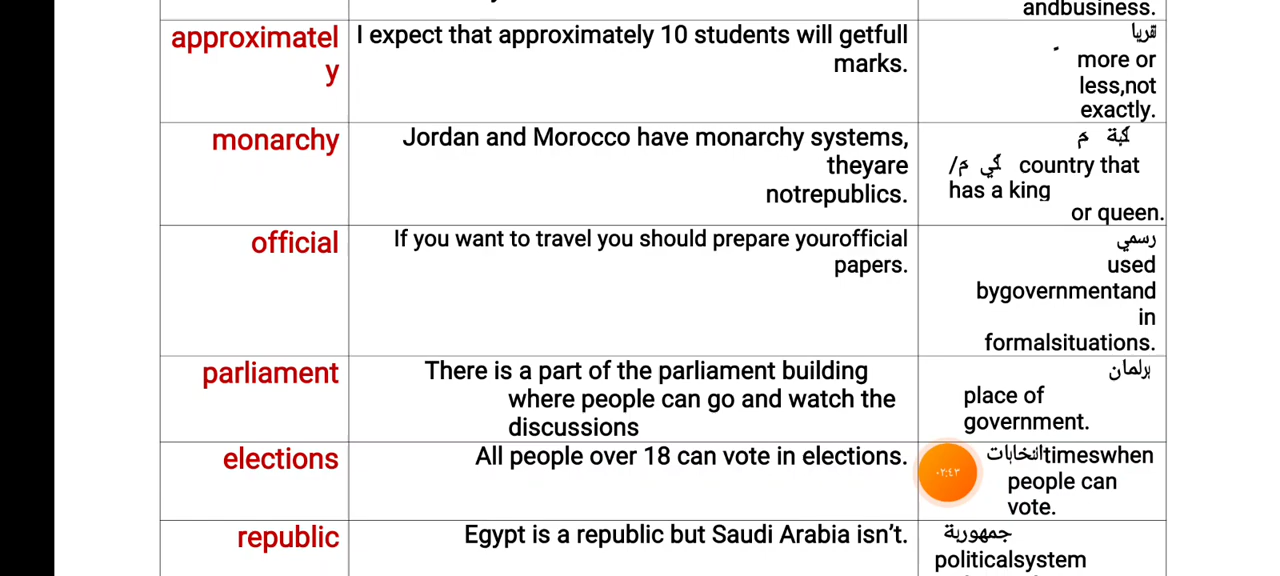 andbusiness.
approximatel
y
I expect that approximately 10 students will getfull
marks.
تقريبا
more or
less,not
exactly.
monarchy
Jordan and Morocco have monarchy systems,
theyare
notrepublics.
country that
has a king
or queen.
official
If you want to travel you should prepare yourofficial
papers.
رسمي
used
bygovernmentand
in
formalsituations.
parliament
There is a part of the parliament building
where people can go and watch the
discussions
برلمان
place of
government.
elections
All people over 18 can vote in elections.
٠٢:٤٣
انتخاباتtimeswhen
people can
vote.
republic
Egypt is a republic but Saudi Arabia isn’t.
جمهورية
politicalsystem